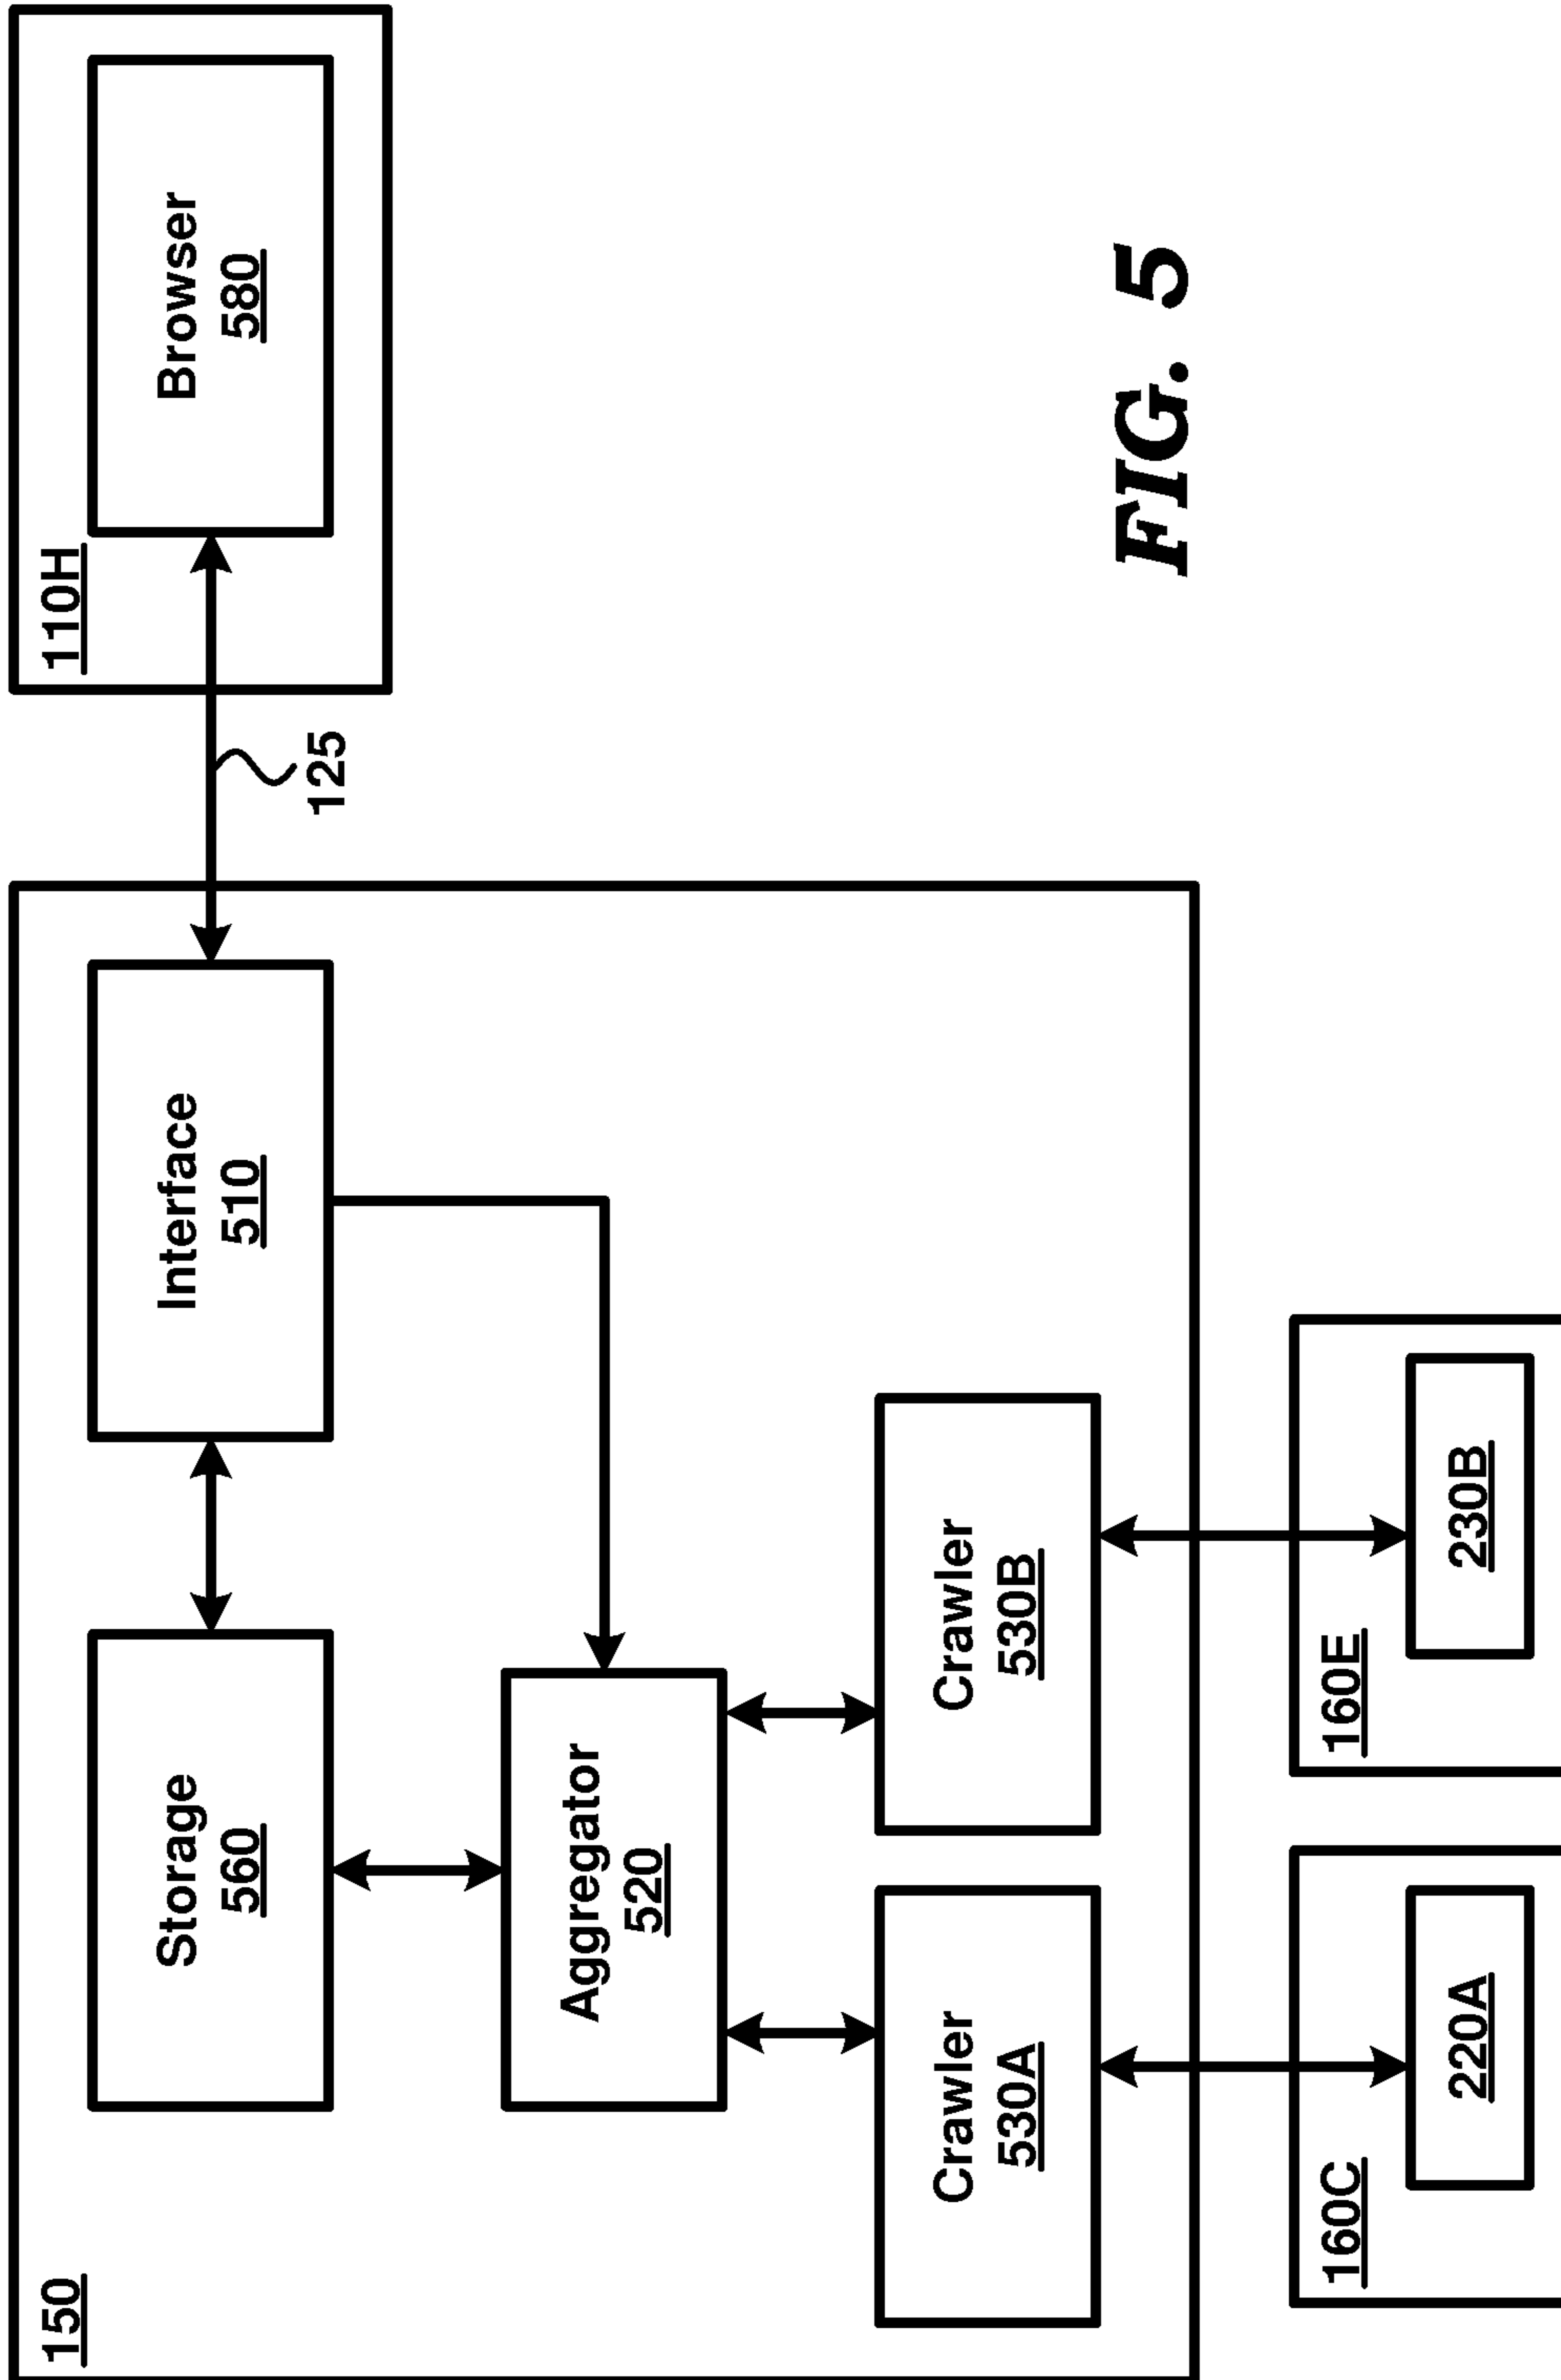 150
Storage
560
Interface
510
125
110H
Browser
580
Aggregator
520
Crawler
530A
Crawler
530B
160C
220A
160E
230B
FIG. 5